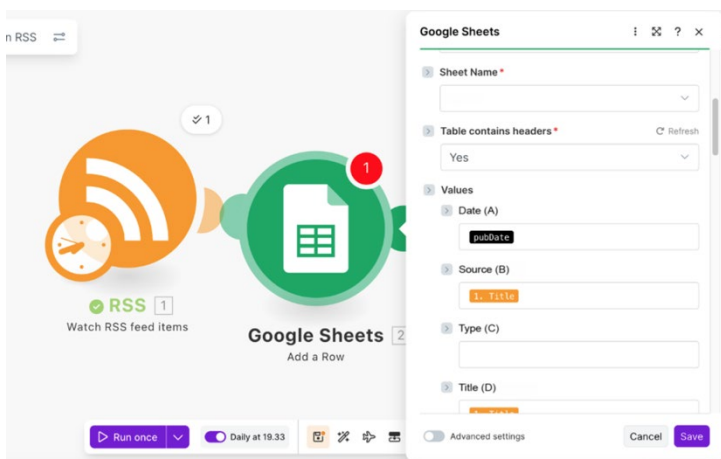 n RSS
1
1
RSS 1
Watch RSS feed items
Google Sheets 2
Add a Row
Run once
Daily at 19.33
Google Sheets
?
Sheet Name *
Table contains headers * Refresh
Yes
Values
Date (A)
pubDate
Source (B)
1. Title
Type (C)
Title (D)
1. Title
Advanced settings
Cancel
Save